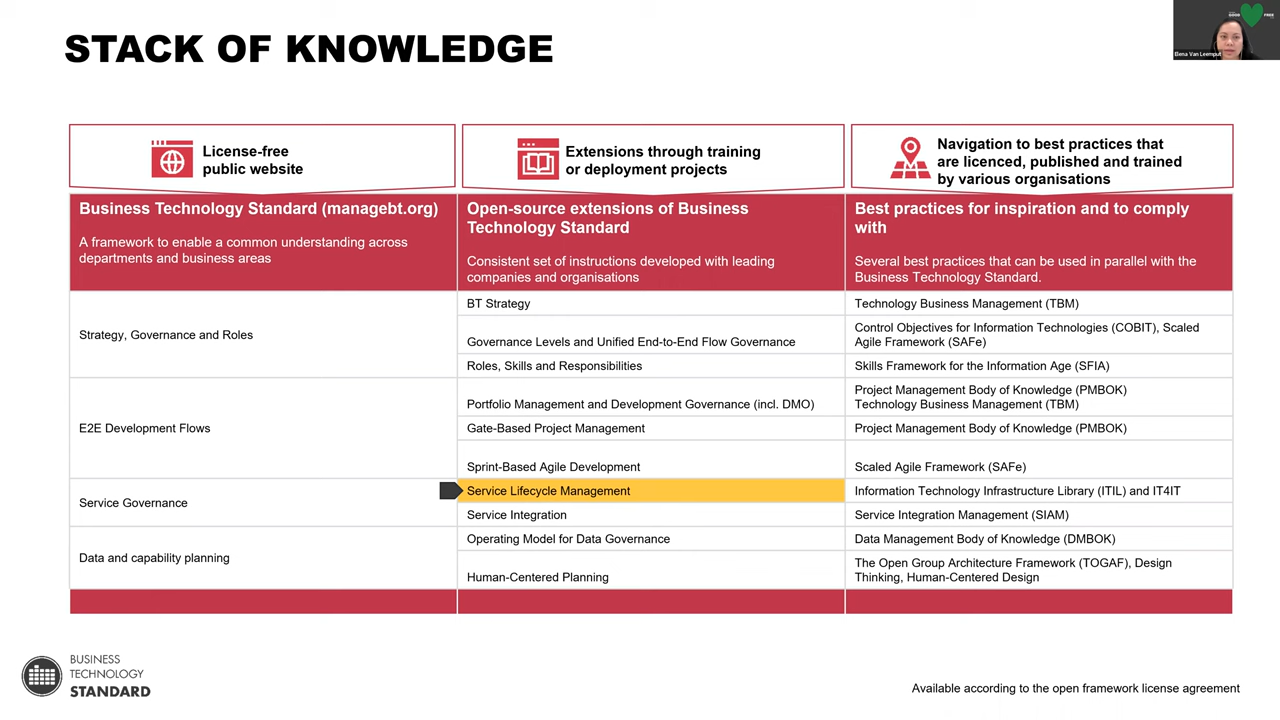 STACK OF KNOWLEDGE
Elena Van Leemput
License-free
public website
Extensions through training
or deployment projects
Navigation to best practices that
are licenced, published and trained
by various organisations
Business Technology Standard (managebt.org)
A framework to enable a common understanding across
departments and business areas
Open-source extensions of Business
Technology Standard
Consistent set of instructions developed with leading
companies and organisations
Best practices for inspiration and to comply
with
Several best practices that can be used in parallel with the
Business Technology Standard.
Strategy, Governance and Roles
BT Strategy
Technology Business Management (TBM)
Governance Levels and Unified End-to-End Flow Governance
Control Objectives for Information Technologies (COBIT), Scaled
Agile Framework (SAFe)
Roles, Skills and Responsibilities
Skills Framework for the Information Age (SFIA)
E2E Development Flows
Portfolio Management and Development Governance (incl. DMO)
Project Management Body of Knowledge (PMBOK)
Technology Business Management (TBM)
Gate-Based Project Management
Project Management Body of Knowledge (PMBOK)
Sprint-Based Agile Development
Scaled Agile Framework (SAFe)
Service Governance
Service Lifecycle Management
Information Technology Infrastructure Library (ITIL) and IT4IT
Service Integration
Service Integration Management (SIAM)
Data and capability planning
Operating Model for Data Governance
Data Management Body of Knowledge (DMBOK)
Human-Centered Planning
The Open Group Architecture Framework (TOGAF), Design
Thinking, Human-Centered Design
BUSINESS
TECHNOLOGY
STANDARD
Available according to the open framework license agreement